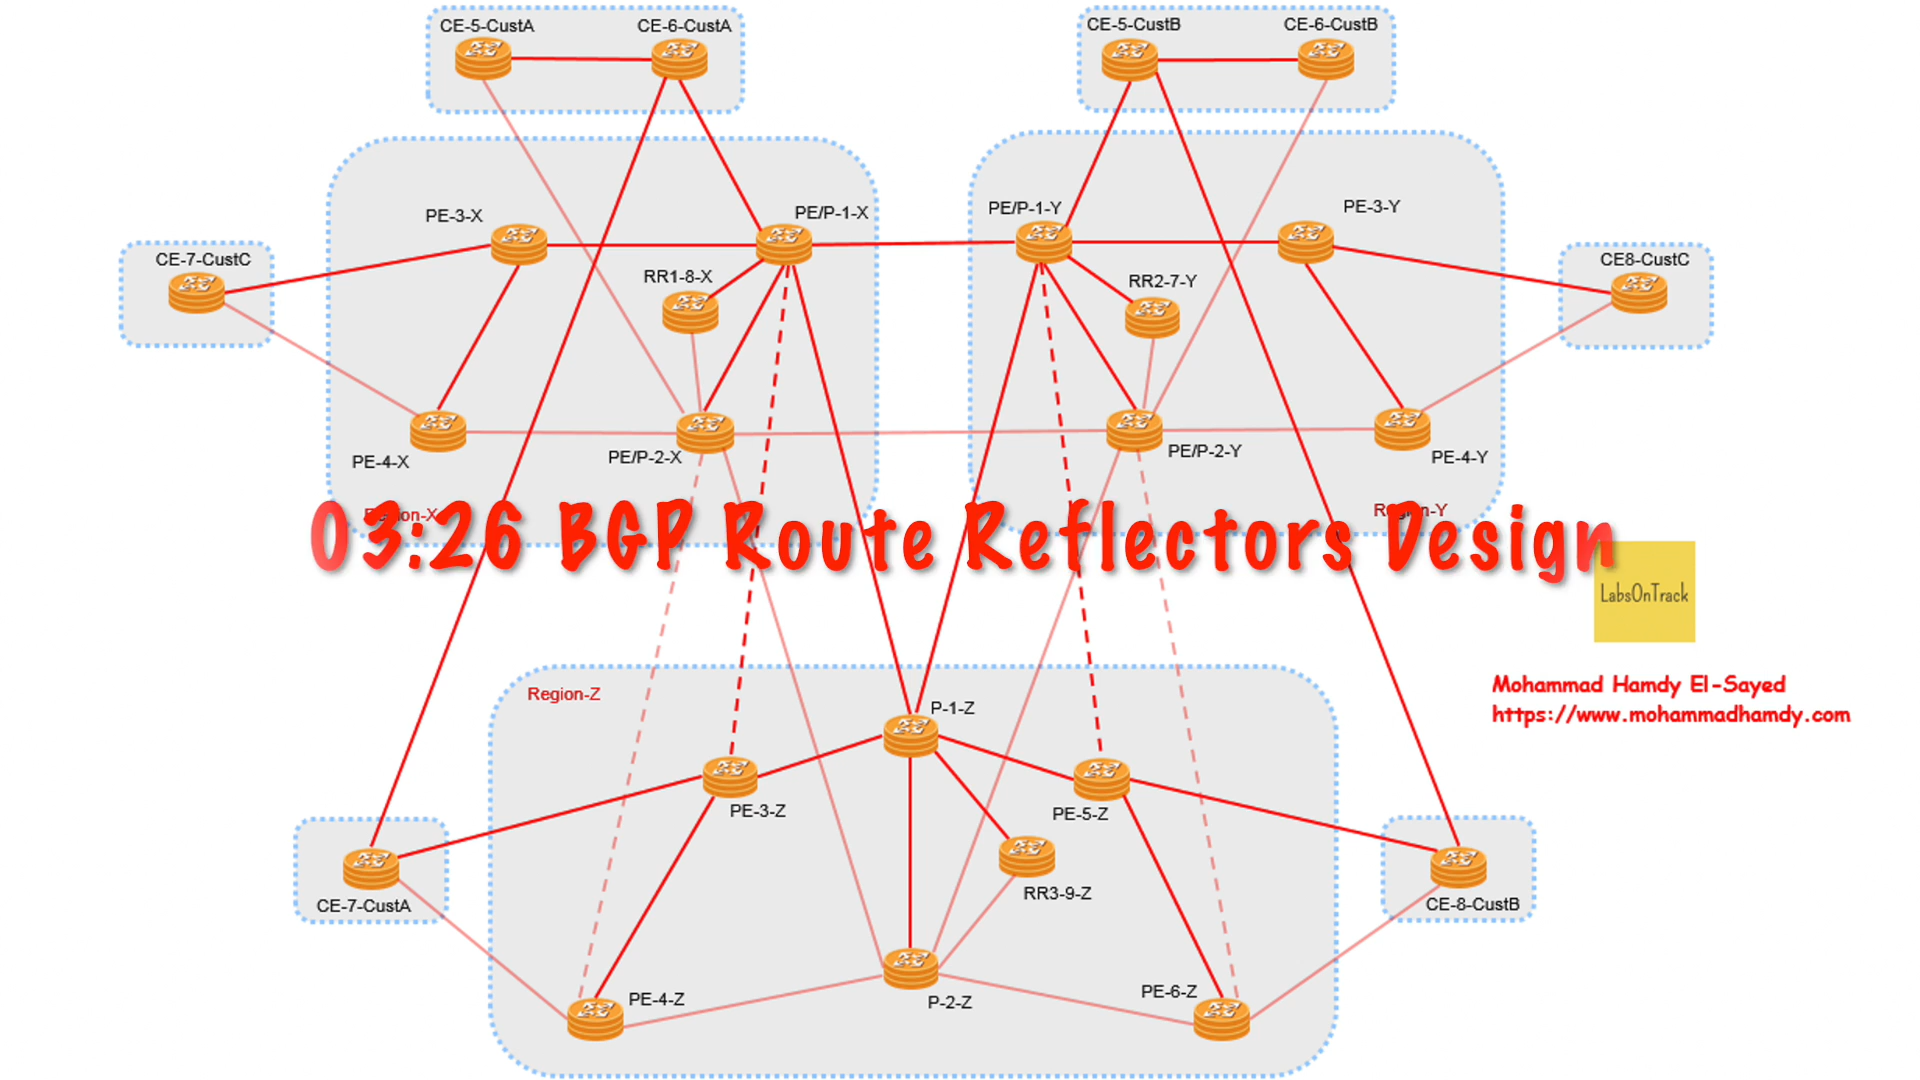 CE-5-CustA
CE-6-CustA
CE-5-CustB
CE-6-CustB
PE-3-X
PE/P-1-X
PE/P-1-Y
PE-3-Y
CE-7-CustC
RR1-8-X
RR2-7-Y
CE8-CustC
PE-4-X
PE/P-2-X
PE/P-2-Y
PE-4-Y
Region-X
Region-Y
03:26 BGP Route Reflectors Design
LabsOnTrack
Mohammad Hamdy El-Sayed
https://www.mohammadhamdy.com
Region-Z
P-1-Z
PE-3-Z
PE-5-Z
RR3-9-Z
CE-7-CustA
CE-8-CustB
PE-4-Z
P-2-Z
PE-6-Z